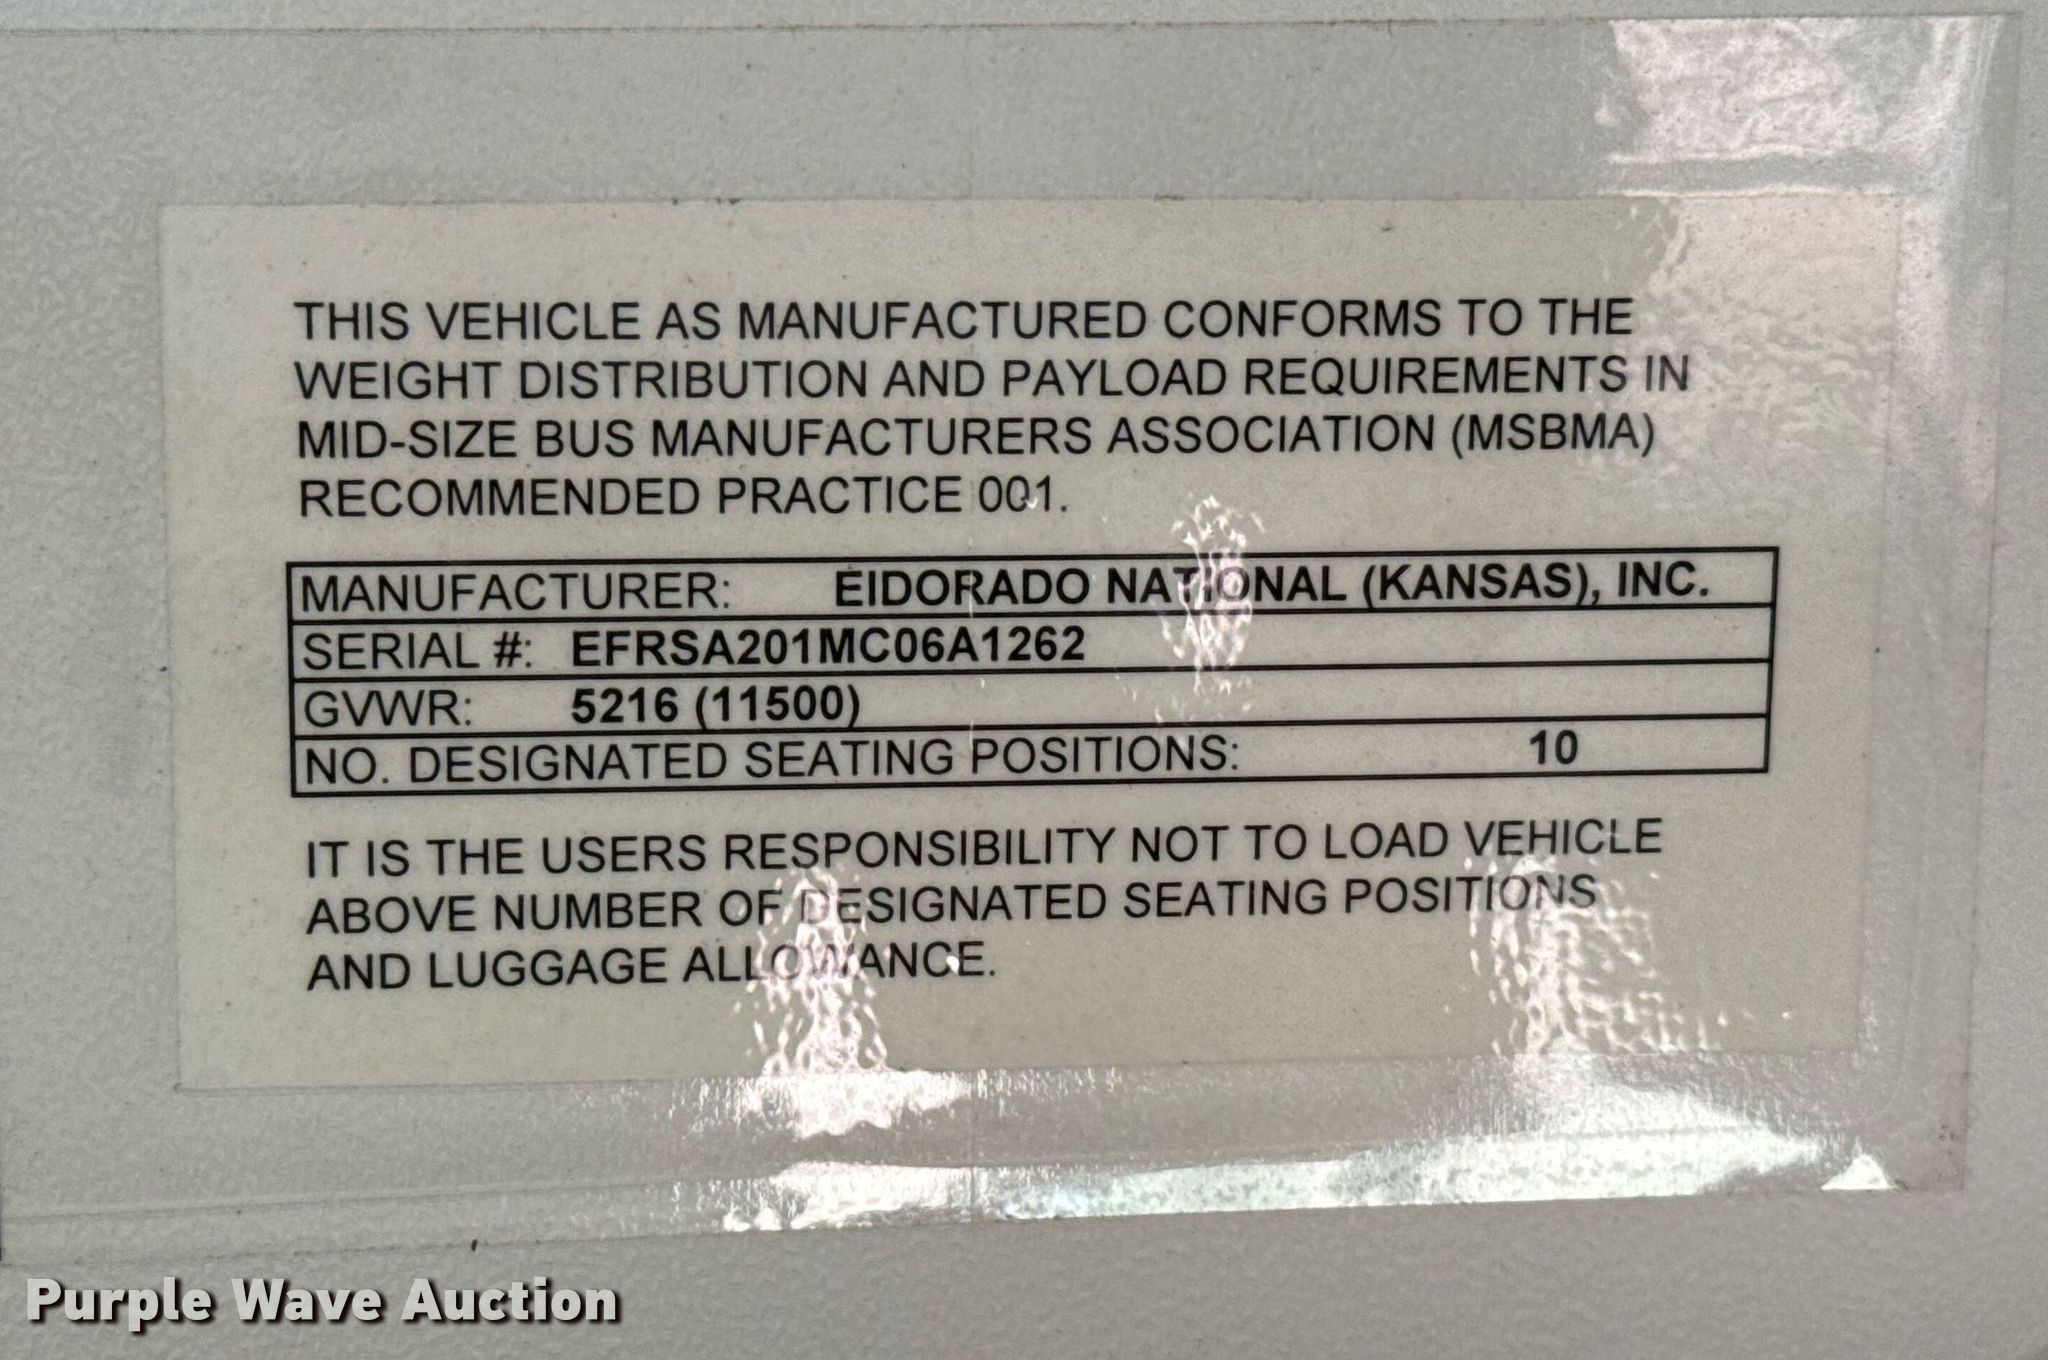 THIS VEHICLE AS MANUFACTURED CONFORMS TO THE
WEIGHT DISTRIBUTION AND PAYLOAD REQUIREMENTS IN
MID-SIZE BUS MANUFACTURERS ASSOCIATION (MSBMA)
RECOMMENDED PRACTICE 001.
MANUFACTURER: EIDORADO NATIONAL (KANSAS), INC.
SERIAL #: EFRSA201MC06A1262
GVWR: 5216 (11500)
NO. DESIGNATED SEATING POSITIONS: 10
IT IS THE USERS RESPONSIBILITY NOT TO LOAD VEHICLE
ABOVE NUMBER OF DESIGNATED SEATING POSITIONS
AND LUGGAGE ALLOWANCE.
Purple Wave Auction